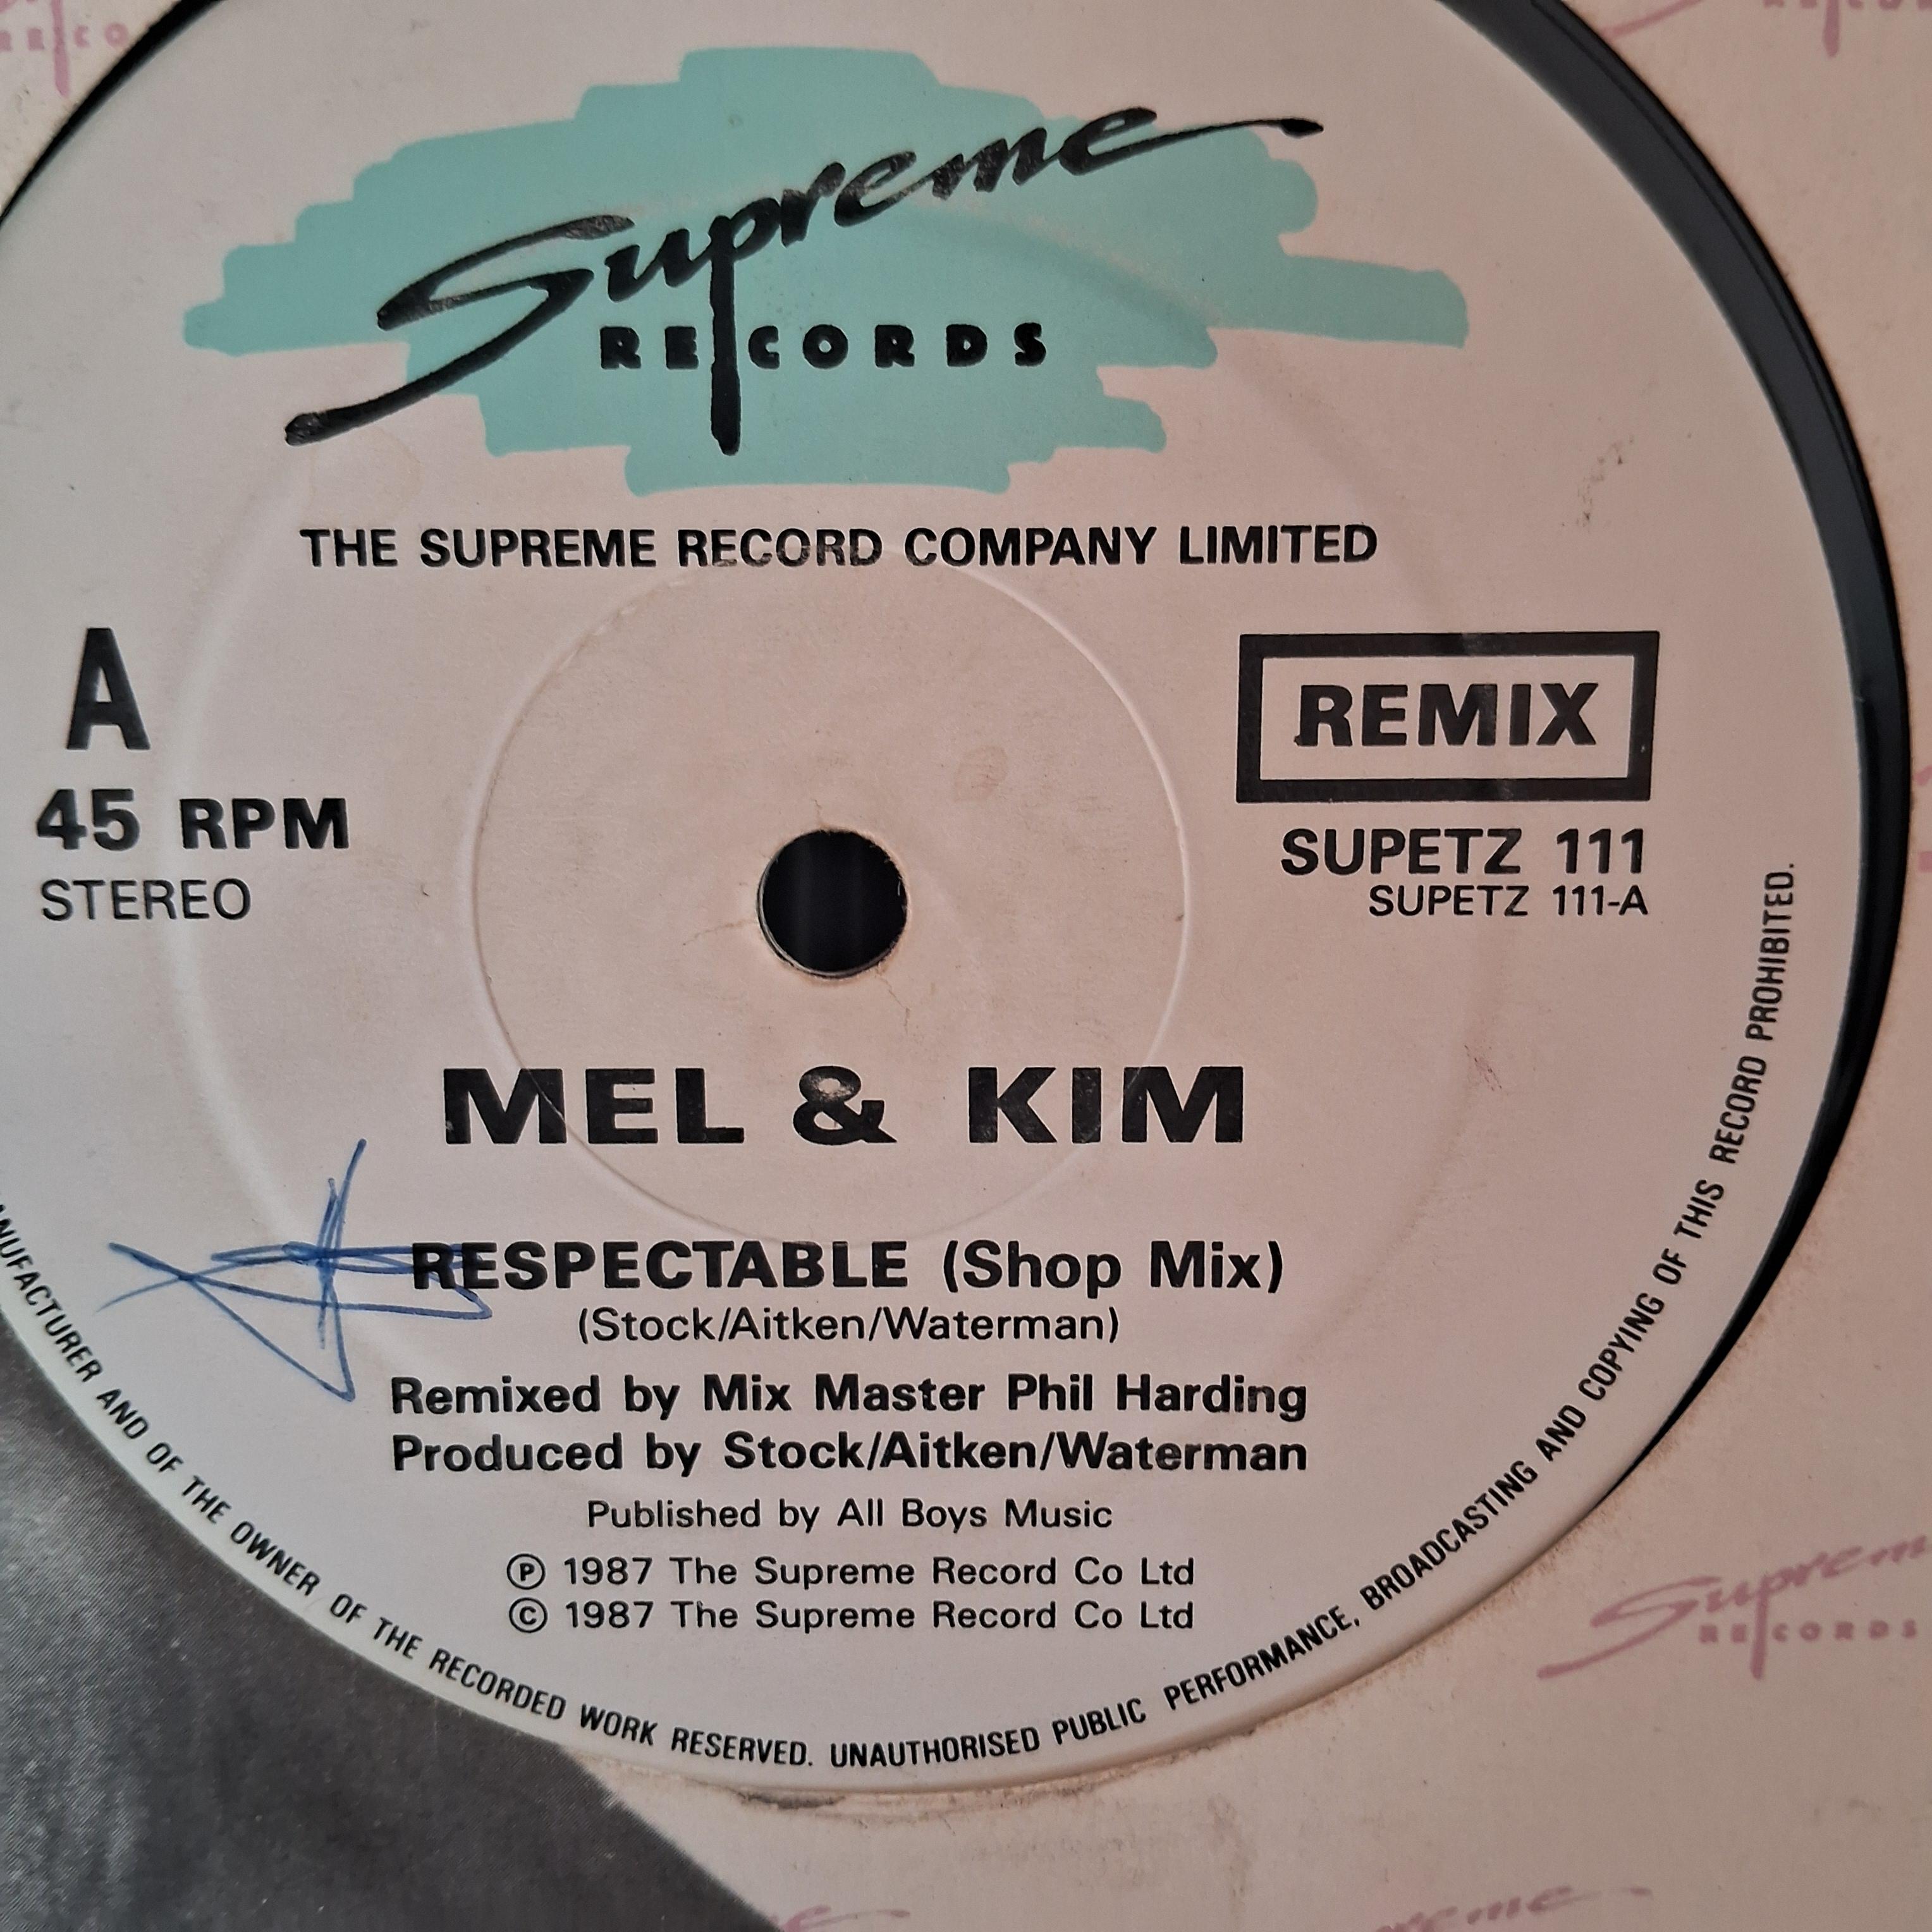 Supreme
RECORDS
THE SUPREME RECORD COMPANY LIMITED
A
45 RPM
STEREO
REMIX
SUPETZ 111
SUPETZ 111-A
MEL & KIM
RESPECTABLE (Shop Mix)
(Stock/Aitken/Waterman)
Remixed by Mix Master Phil Harding
Produced by Stock/Aitken/Waterman
Published by All Boys Music
Ⓟ 1987 The Supreme Record Co Ltd
© 1987 The Supreme Record Co Ltd
AND OF THE OWNER OF THE RECORDED WORK RESERVED. UNAUTHORISED PUBLIC PERFORMANCE, BROADCASTING AND COPYING OF THIS RECORD PROHIBITED.
Supreme
RECORDS